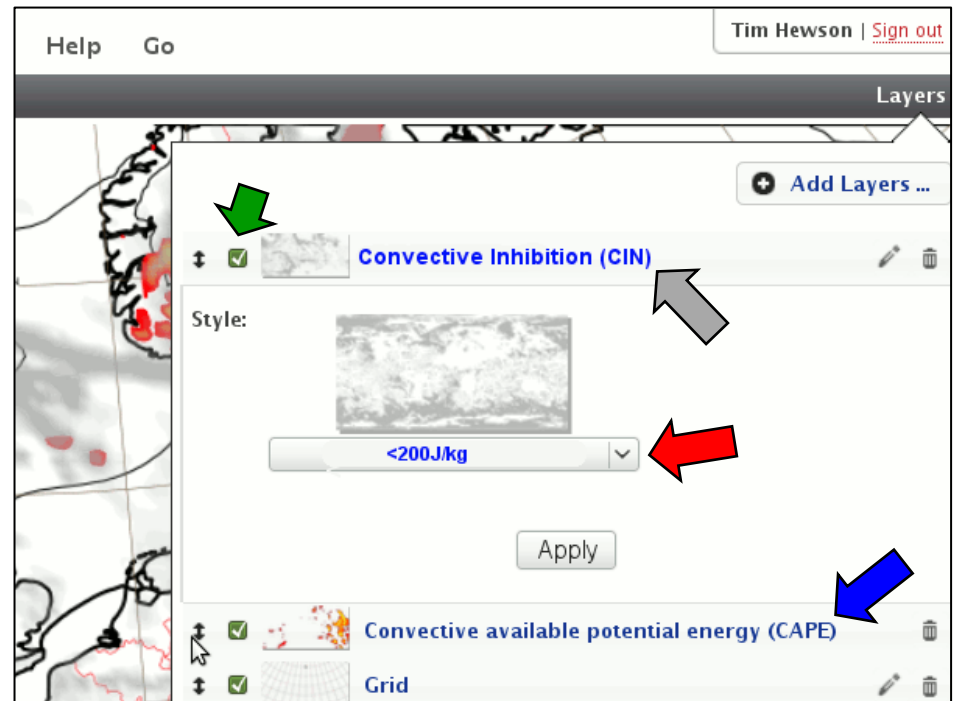 Help Go
Tim Hewson | Sign out
Layers
Add Layers ...
Convective Inhibition (CIN)
Style:
<200J/kg
Apply
Convective available potential energy (CAPE)
Grid